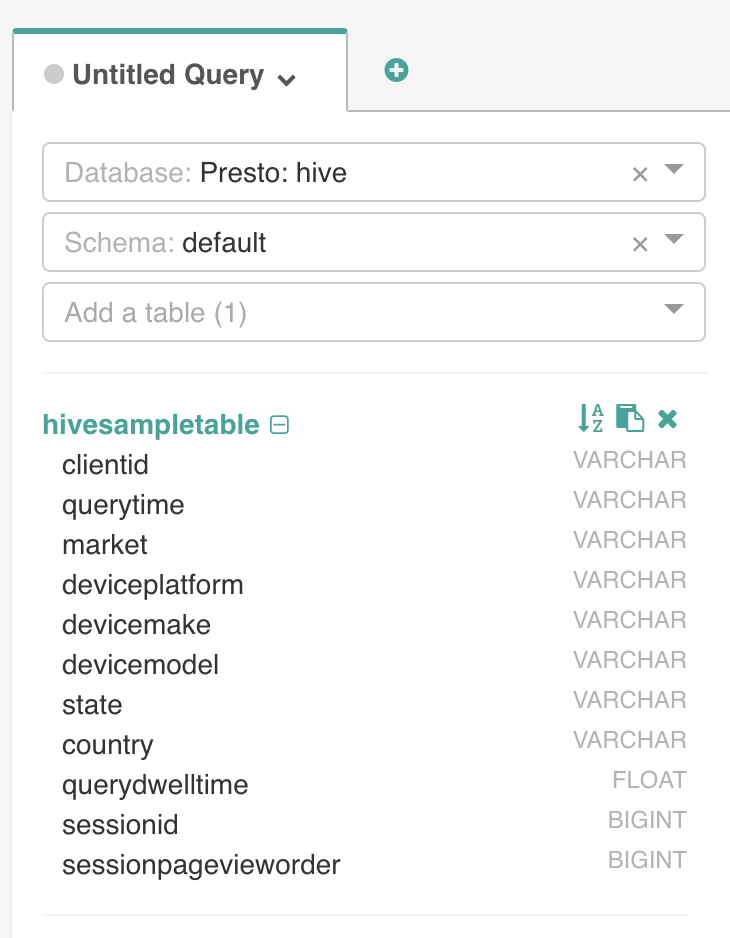 Untitled Query
Database: Presto: hive
Schema: default
Add a table (1)
hivesampletable
clientid VARCHAR
querytime VARCHAR
market VARCHAR
deviceplatform VARCHAR
devicemake VARCHAR
devicemodel VARCHAR
state VARCHAR
country VARCHAR
querydwelltime FLOAT
sessionid BIGINT
sessionpagevieworder BIGINT